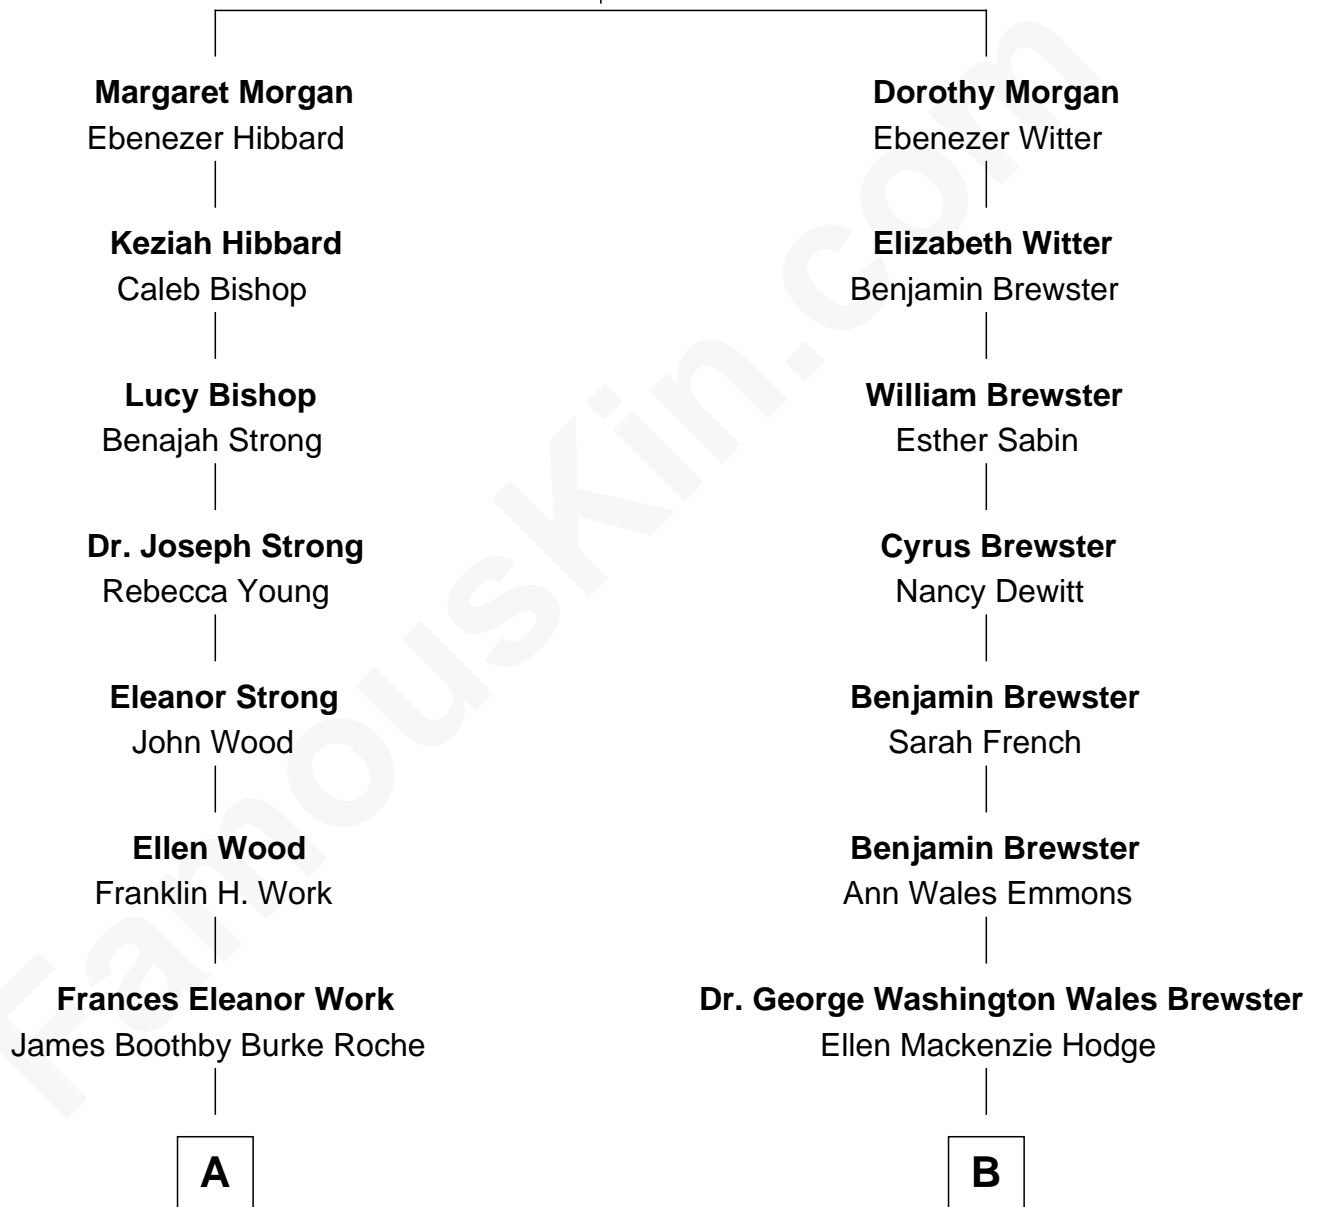 Margaret Morgan
Ebenezer Hibbard
Dorothy Morgan
Ebenezer Witter
Keziah Hibbard
Caleb Bishop
Elizabeth Witter
Benjamin Brewster
Lucy Bishop
Benajah Strong
William Brewster
Esther Sabin
Dr. Joseph Strong
Rebecca Young
Cyrus Brewster
Nancy Dewitt
Eleanor Strong
John Wood
Benjamin Brewster
Sarah French
Ellen Wood
Franklin H. Work
Benjamin Brewster
Ann Wales Emmons
Frances Eleanor Work
James Boothby Burke Roche
Dr. George Washington Wales Brewster
Ellen Mackenzie Hodge
A
B
FamousKin.com